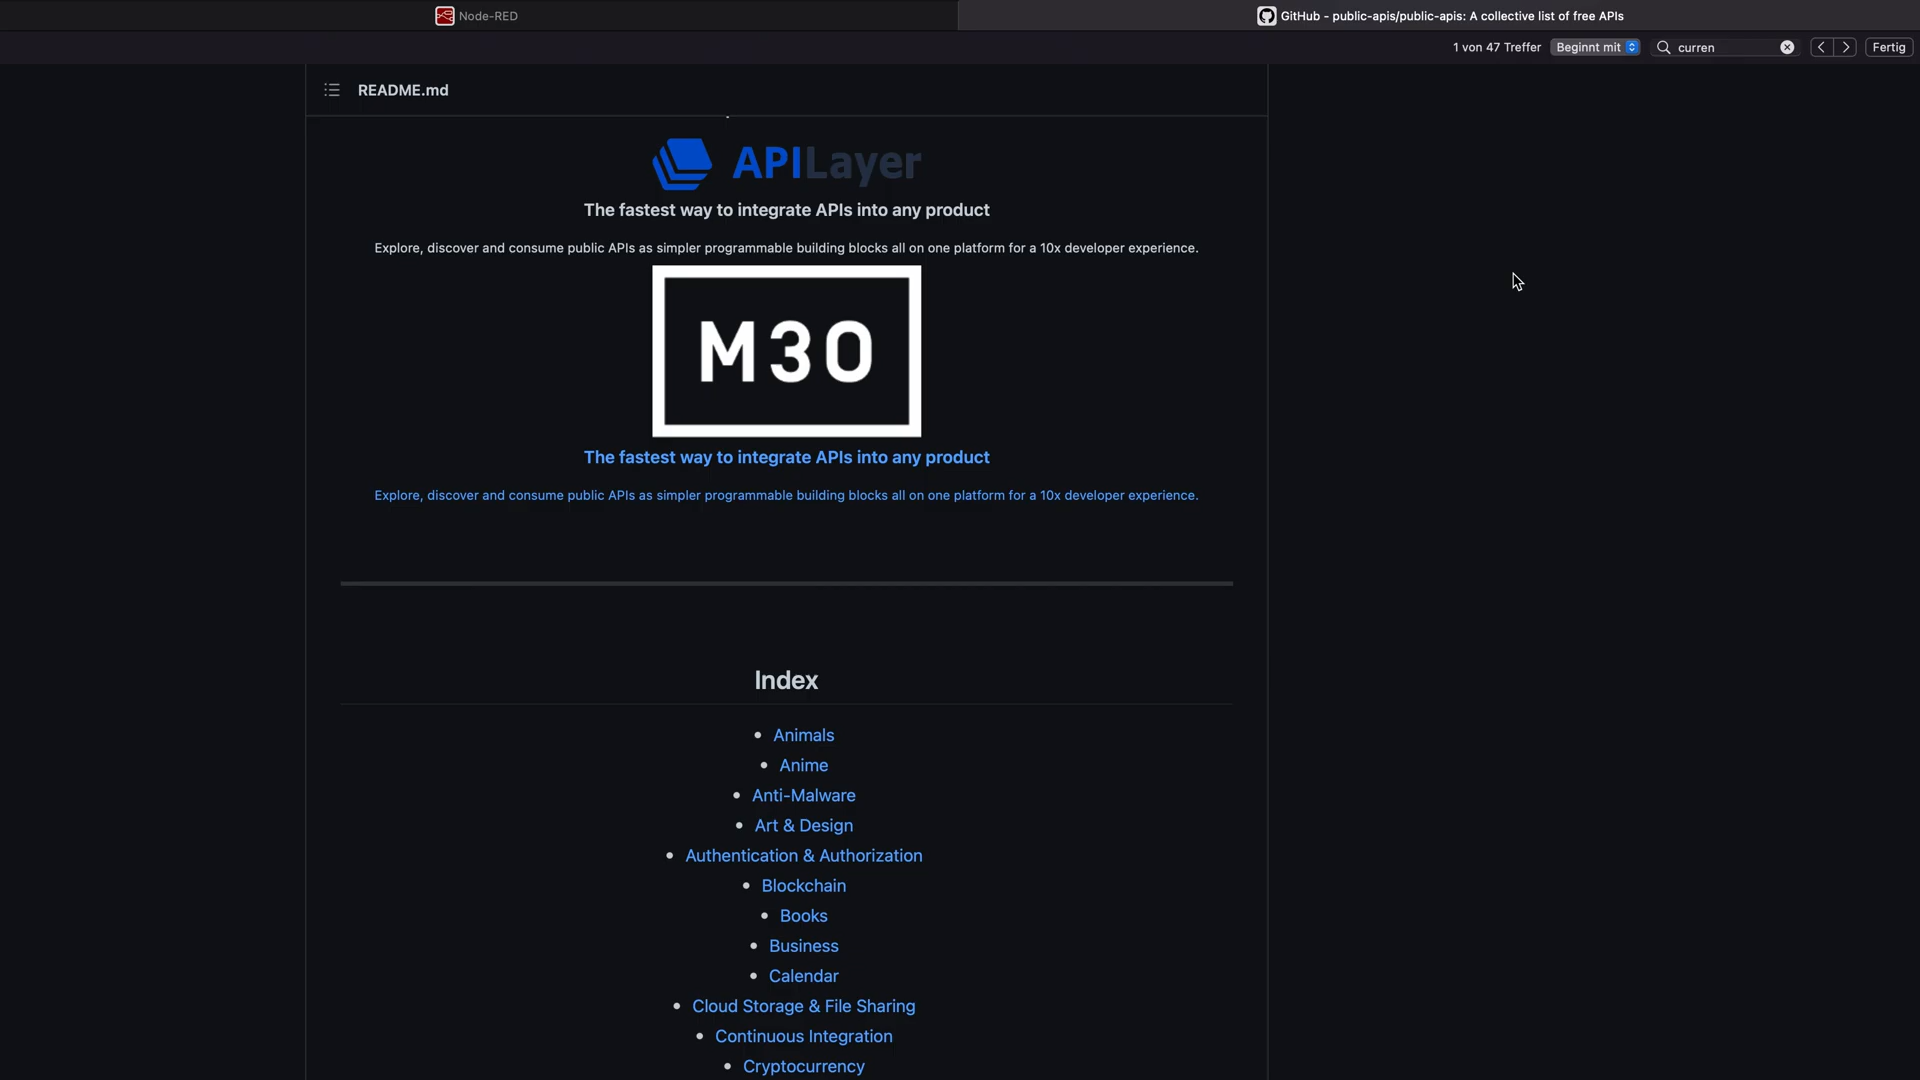 Node-RED
GitHub - public-apis/public-apis: A collective list of free APIs
1 von 47 Treffer
Beginnt mit
curren
Fertig
README.md
APILayer
The fastest way to integrate APIs into any product
Explore, discover and consume public APIs as simpler programmable building blocks all on one platform for a 10x developer experience.
M3O
The fastest way to integrate APIs into any product
Explore, discover and consume public APIs as simpler programmable building blocks all on one platform for a 10x developer experience.
Index
Animals
Anime
Anti-Malware
Art & Design
Authentication & Authorization
Blockchain
Books
Business
Calendar
Cloud Storage & File Sharing
Continuous Integration
Cryptocurrency